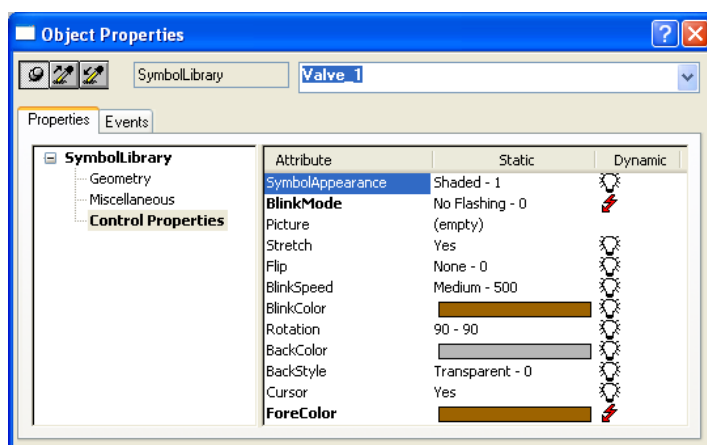 Object Properties
SymbolLibrary Valve_1
Properties Events
SymbolLibrary
Geometry
Miscellaneous
Control Properties
Attribute Static Dynamic
SymbolAppearance Shaded - 1
BlinkMode No Flashing - 0
Picture (empty)
Stretch Yes
Flip None - 0
BlinkSpeed Medium - 500
BlinkColor
Rotation 90 - 90
BackColor
BackStyle Transparent - 0
Cursor Yes
ForeColor